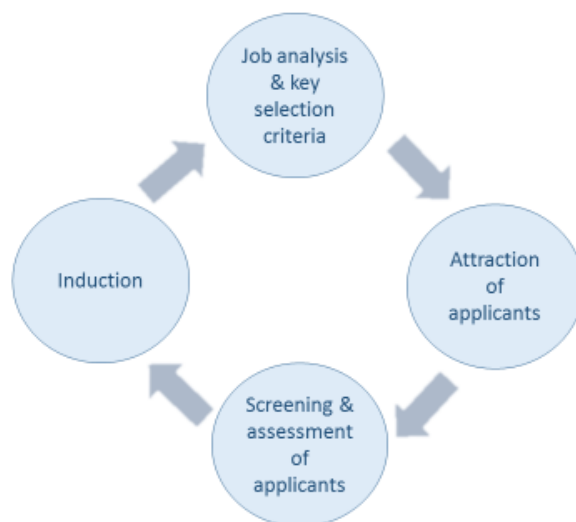 Job analysis
& key
selection
criteria
Attraction
of
applicants
Screening &
assessment
of
applicants
Induction